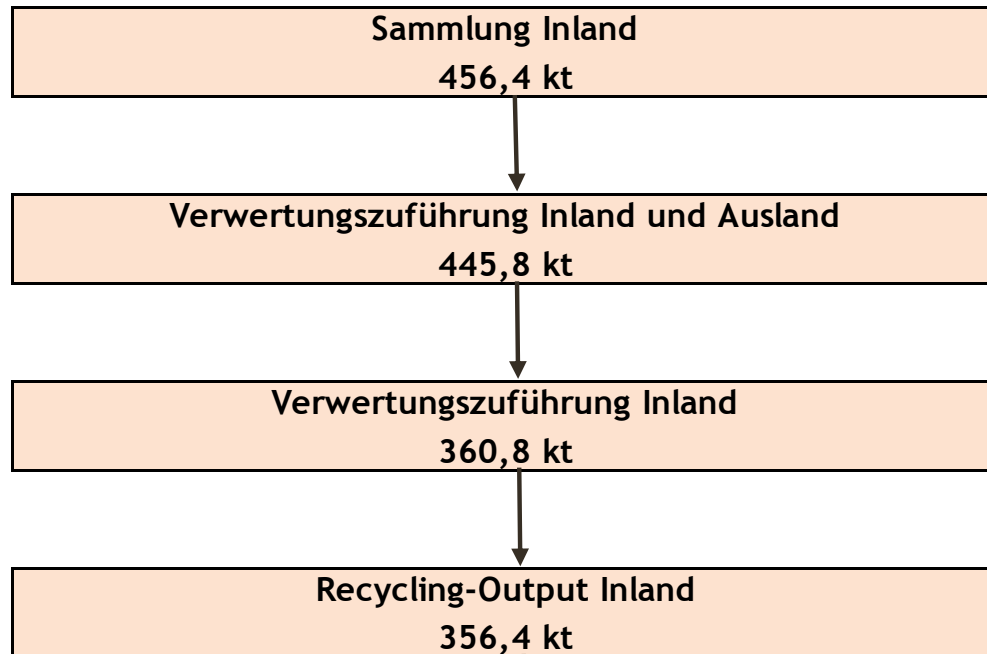 Sammlung Inland
456,4 kt
Verwertungszuführung Inland und Ausland
445,8 kt
Verwertungszuführung Inland
360,8 kt
Recycling-Output Inland
356,4 kt